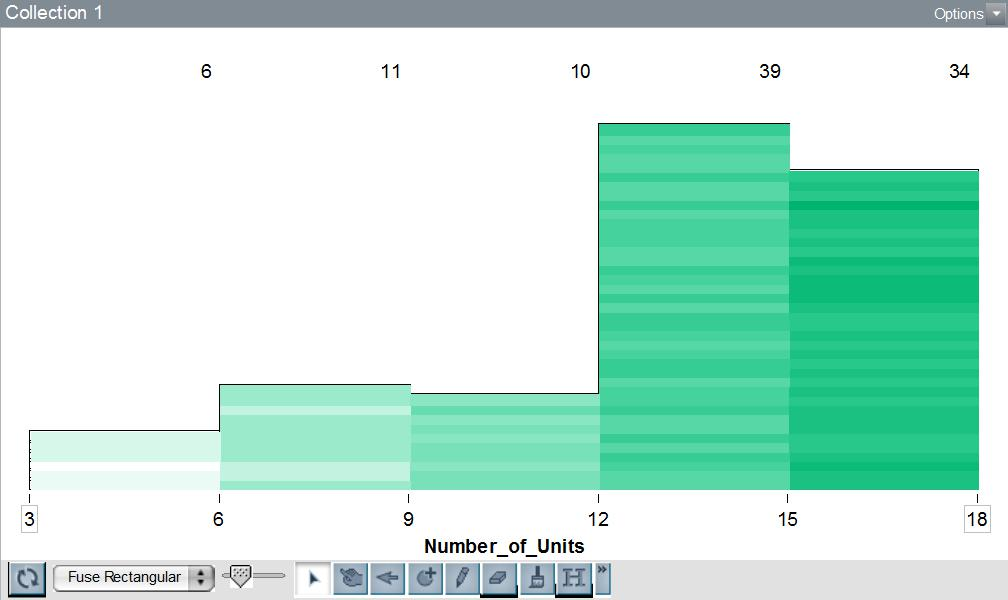 Collection 1 Options
6 11 10 39 34
3 6 9 12 15 18
Number_of_Units
Fuse Rectangular H »